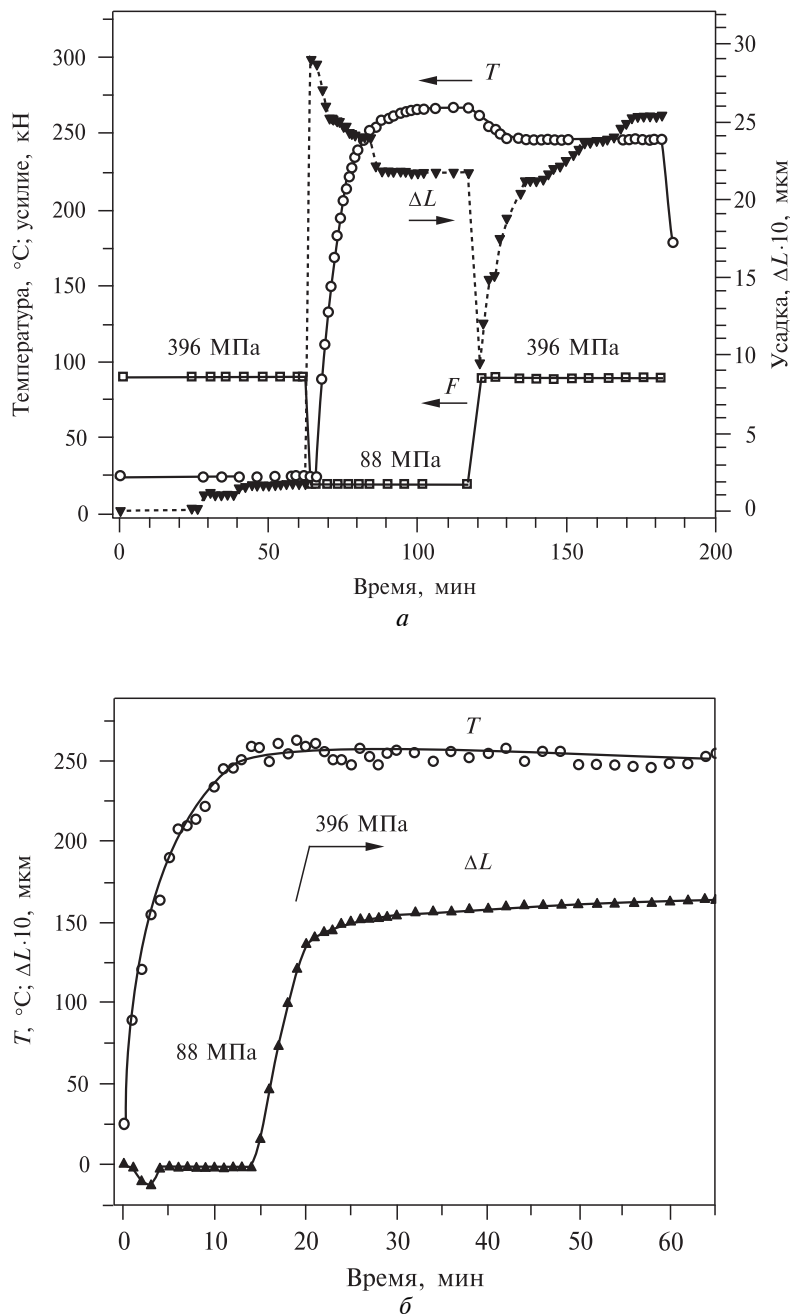 Температура, °C; усилие, кН
300
250
200
150
100
50
0
T
ΔL
396 МПа
396 МПа
F
88 МПа
30
25
20
15
10
5
0
Усадка, ΔL·10, мкм
0 50 100 150 200
Время, мин
а
T, °C; ΔL·10, мкм
250
200
150
100
50
0
T
396 МПа
ΔL
88 МПа
0 10 20 30 40 50 60
Время, мин
б